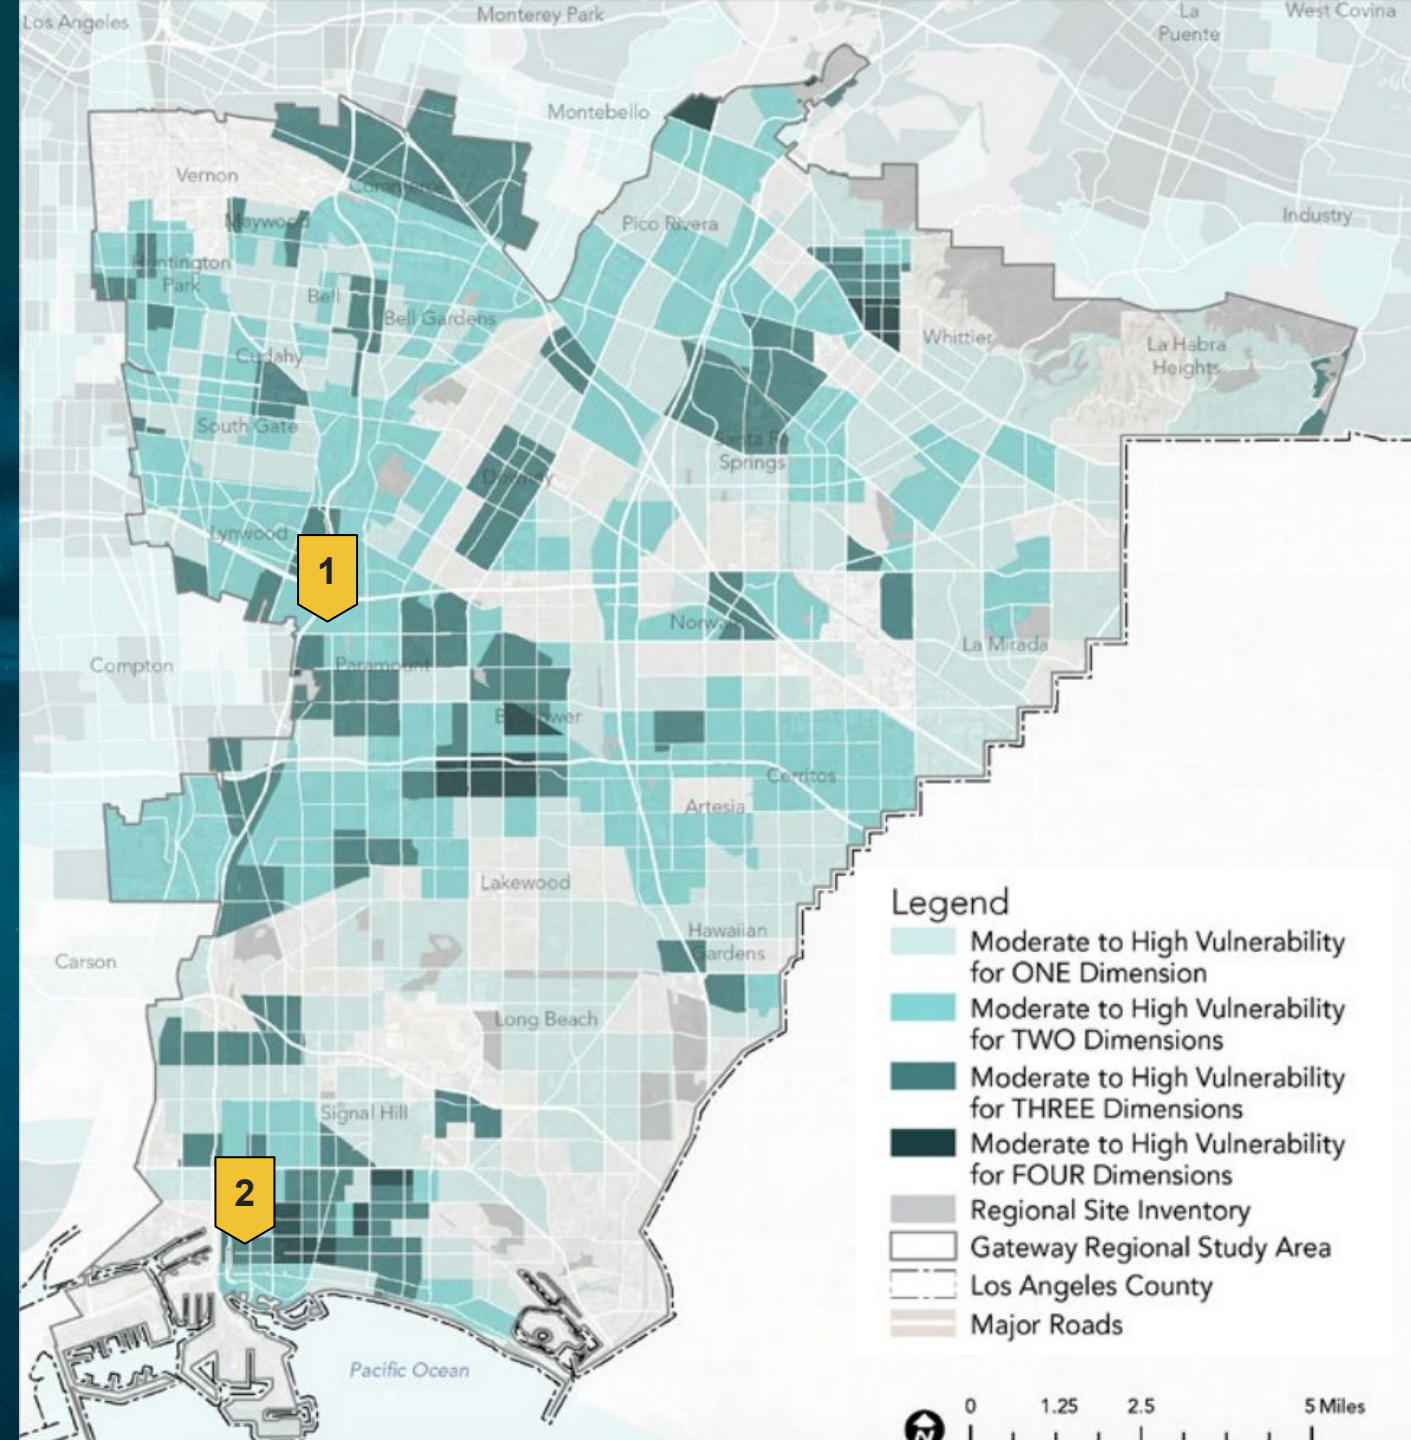 Los Angeles
Monterey Park
La
Puente
West Covina
Montebello
Vernon
Commerce
Industry
Maywood
Pico Rivera
Huntington
Park
Bell
Bell Gardens
Whittier
La Habra
Heights
Cudahy
South Gate
Santa Fe
Springs
Downey
Lynwood
1
Norwalk
La Mirada
Compton
Paramount
Bellflower
Cerritos
Artesia
Lakewood
Hawaiian
Gardens
Carson
Long Beach
Signal Hill
2
Pacific Ocean
Legend
Moderate to High Vulnerability
for ONE Dimension
Moderate to High Vulnerability
for TWO Dimensions
Moderate to High Vulnerability
for THREE Dimensions
Moderate to High Vulnerability
for FOUR Dimensions
Regional Site Inventory
Gateway Regional Study Area
Los Angeles County
Major Roads
N
0 1.25 2.5 5 Miles